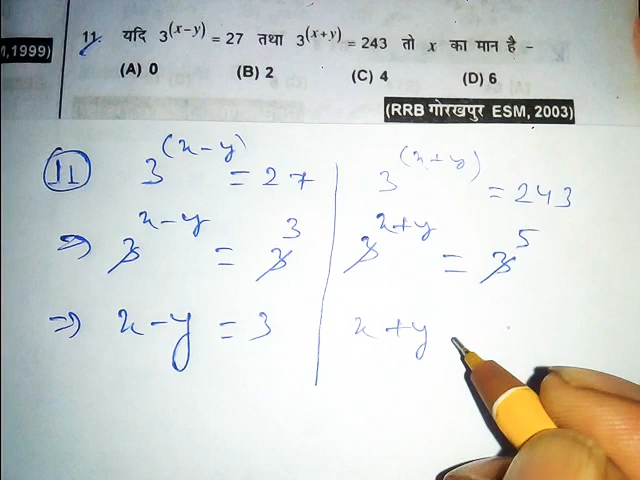 ,1999)
11. यदि 3^(x−y) = 27 तथा 3^(x+y) = 243 तो x का मान है -
(A) 0 (B) 2 (C) 4 (D) 6
(RRB गोरखपुर ESM, 2003)
11 3^(x−y) = 27
⇒ 3^x−y = 3^3
⇒ x−y = 3
3^(x+y) = 243
3^x+y = 3^5
x+y